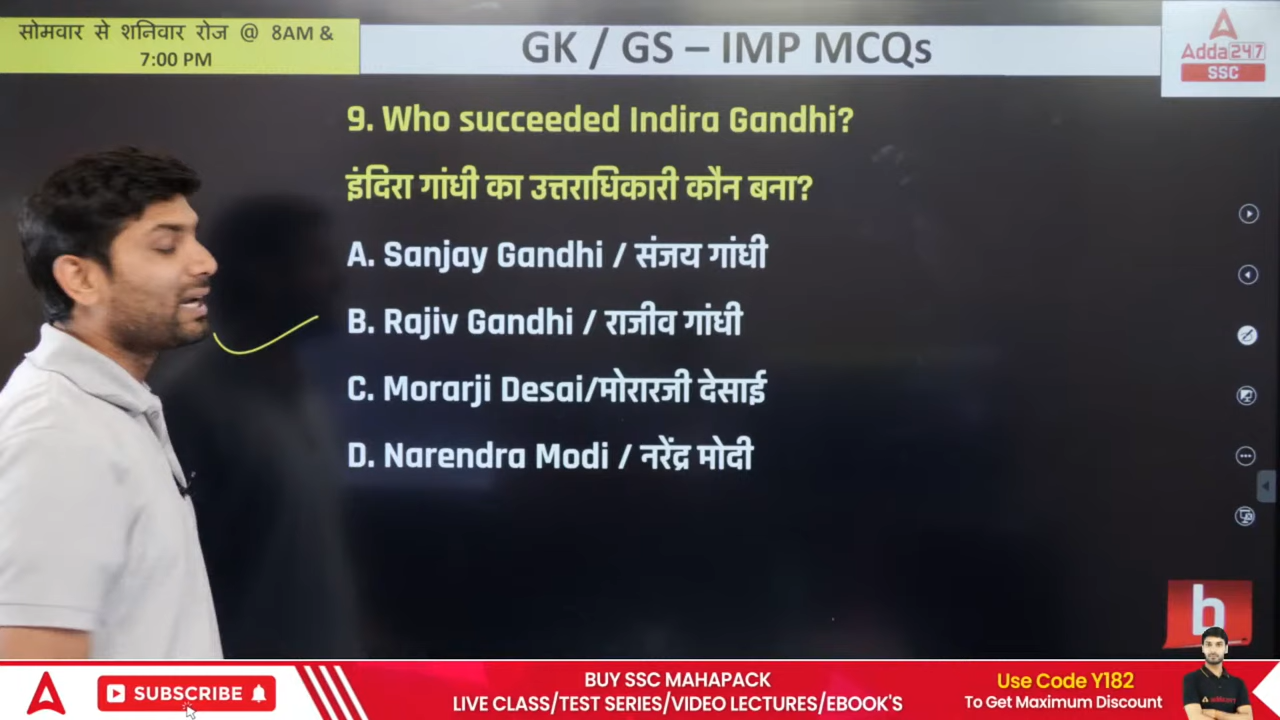 सोमवार से शनिवार रोज @ 8AM &
7:00 PM
GK / GS – IMP MCQs
Adda247
SSC
9. Who succeeded Indira Gandhi?
इंदिरा गांधी का उत्तराधिकारी कौन बना?
A. Sanjay Gandhi / संजय गांधी
B. Rajiv Gandhi / राजीव गांधी
C. Morarji Desai/मोरारजी देसाई
D. Narendra Modi / नरेंद्र मोदी
b
SUBSCRIBE
BUY SSC MAHAPACK
LIVE CLASS/TEST SERIES/VIDEO LECTURES/EBOOK'S
Use Code Y182
To Get Maximum Discount